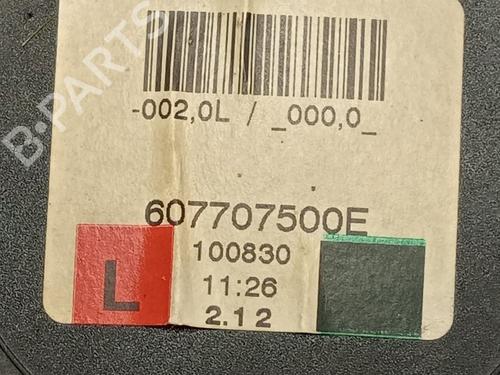 B-PARTS
-002,0L / _000,0_
607707500E
100830
L
11:26
2.12